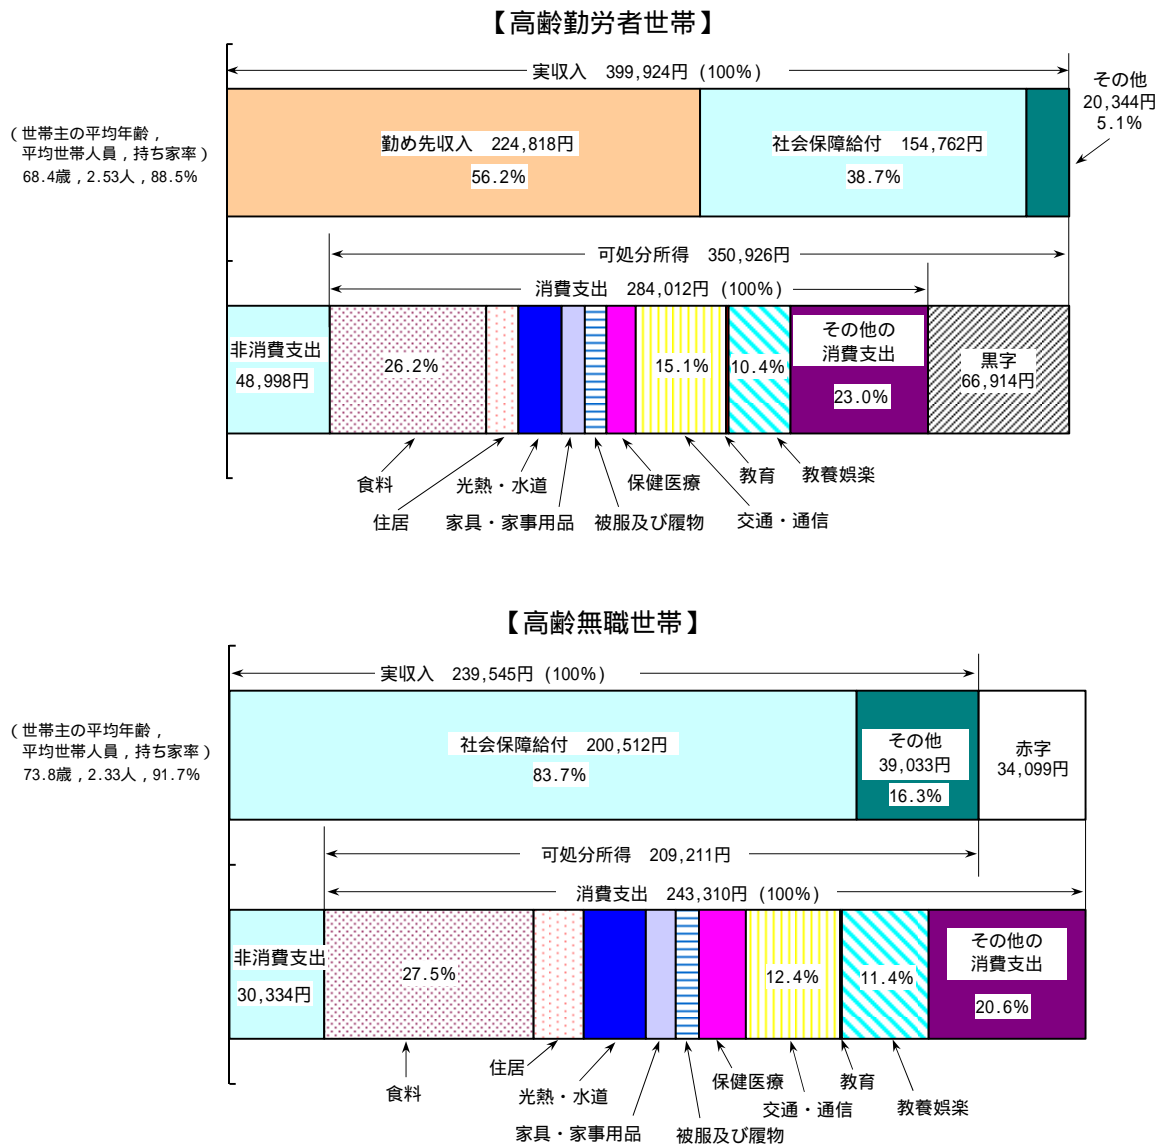 【高齢勤労者世帯】
実収入 399,924円 (100%)
その他
20,344円
5.1%
(世帯主の平均年齢,
平均世帯人員,持ち家率)
68.4歳,2.53人,88.5%
勤め先収入 224,818円
56.2%
社会保障給付 154,762円
38.7%
可処分所得 350,926円
消費支出 284,012円 (100%)
非消費支出
48,998円
26.2%
15.1%
10.4%
その他の
消費支出
23.0%
黒字
66,914円
食料
住居
光熱・水道
家具・家事用品
被服及び履物
保健医療
交通・通信
教育
教養娯楽
【高齢無職世帯】
実収入 239,545円 (100%)
(世帯主の平均年齢,
平均世帯人員,持ち家率)
73.8歳,2.33人,91.7%
社会保障給付 200,512円
83.7%
その他
39,033円
16.3%
赤字
34,099円
可処分所得 209,211円
消費支出 243,310円 (100%)
非消費支出
30,334円
27.5%
12.4%
11.4%
その他の
消費支出
20.6%
食料
住居
光熱・水道
家具・家事用品
被服及び履物
保健医療
交通・通信
教育
教養娯楽